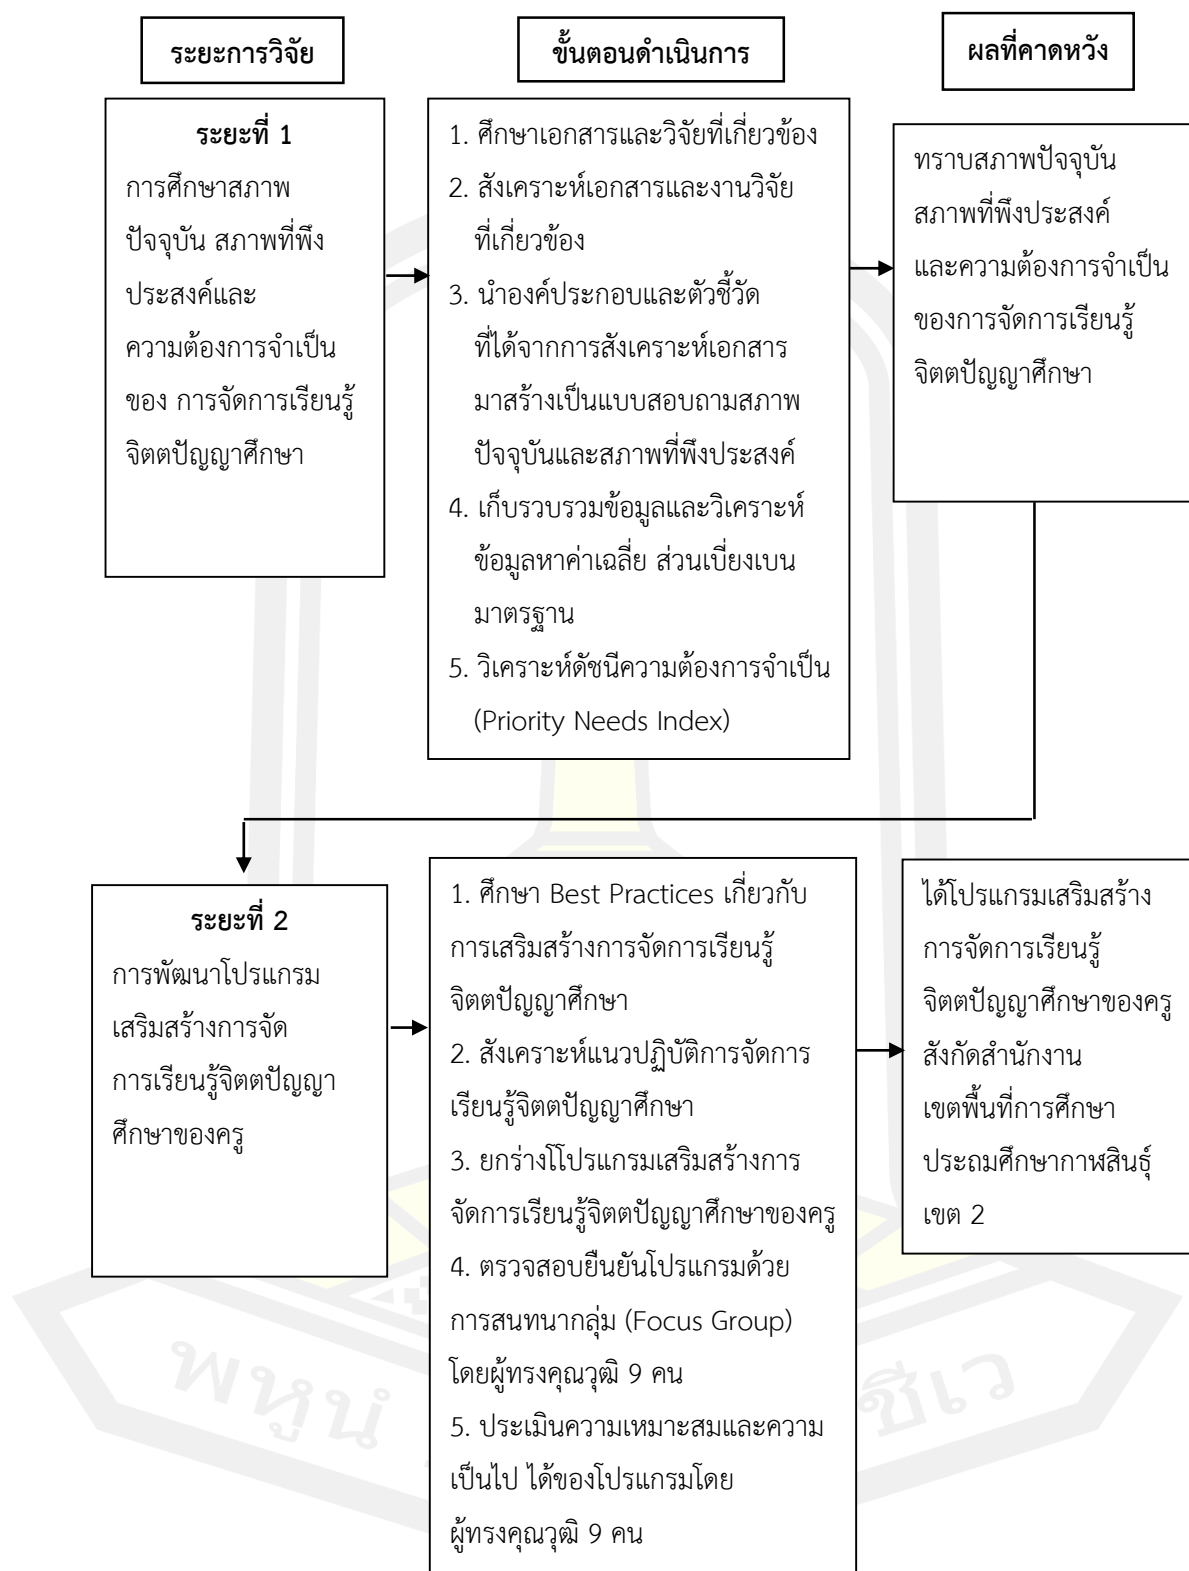 ระยะการวิจัย
ขั้นตอนดำเนินการ
ผลที่คาดหวัง
ระยะที่ 1
การศึกษาสภาพ
ปัจจุบัน สภาพที่พึง
ประสงค์และ
ความต้องการจำเป็น
ของ การจัดการเรียนรู้
จิตตปัญญาศึกษา
1. ศึกษาเอกสารและวิจัยที่เกี่ยวข้อง
2. สังเคราะห์เอกสารและงานวิจัย
ที่เกี่ยวข้อง
3. นำองค์ประกอบและตัวชี้วัด
ที่ได้จากการสังเคราะห์เอกสาร
มาสร้างเป็นแบบสอบถามสภาพ
ปัจจุบันและสภาพที่พึงประสงค์
4. เก็บรวบรวมข้อมูลและวิเคราะห์
ข้อมูลหาค่าเฉลี่ย ส่วนเบี่ยงเบน
มาตรฐาน
5. วิเคราะห์ดัชนีความต้องการจำเป็น
(Priority Needs Index)
ทราบสภาพปัจจุบัน
สภาพที่พึงประสงค์
และความต้องการจำเป็น
ของการจัดการเรียนรู้
จิตตปัญญาศึกษา
ระยะที่ 2
การพัฒนาโปรแกรม
เสริมสร้างการจัด
การเรียนรู้จิตตปัญญา
ศึกษาของครู
1. ศึกษา Best Practices เกี่ยวกับ
การเสริมสร้างการจัดการเรียนรู้
จิตตปัญญาศึกษา
2. สังเคราะห์แนวปฏิบัติการจัดการ
เรียนรู้จิตตปัญญาศึกษา
3. ยกร่างโโปรแกรมเสริมสร้างการ
จัดการเรียนรู้จิตตปัญญาศึกษาของครู
4. ตรวจสอบยืนยันโปรแกรมด้วย
การสนทนากลุ่ม (Focus Group)
โดยผู้ทรงคุณวุฒิ 9 คน
5. ประเมินความเหมาะสมและความ
เป็นไป ได้ของโปรแกรมโดย
ผู้ทรงคุณวุฒิ 9 คน
ได้โปรแกรมเสริมสร้าง
การจัดการเรียนรู้
จิตตปัญญาศึกษาของครู
สังกัดสำนักงาน
เขตพื้นที่การศึกษา
ประถมศึกษากาฬสินธุ์
เขต 2
พหูนํ
ชีเว